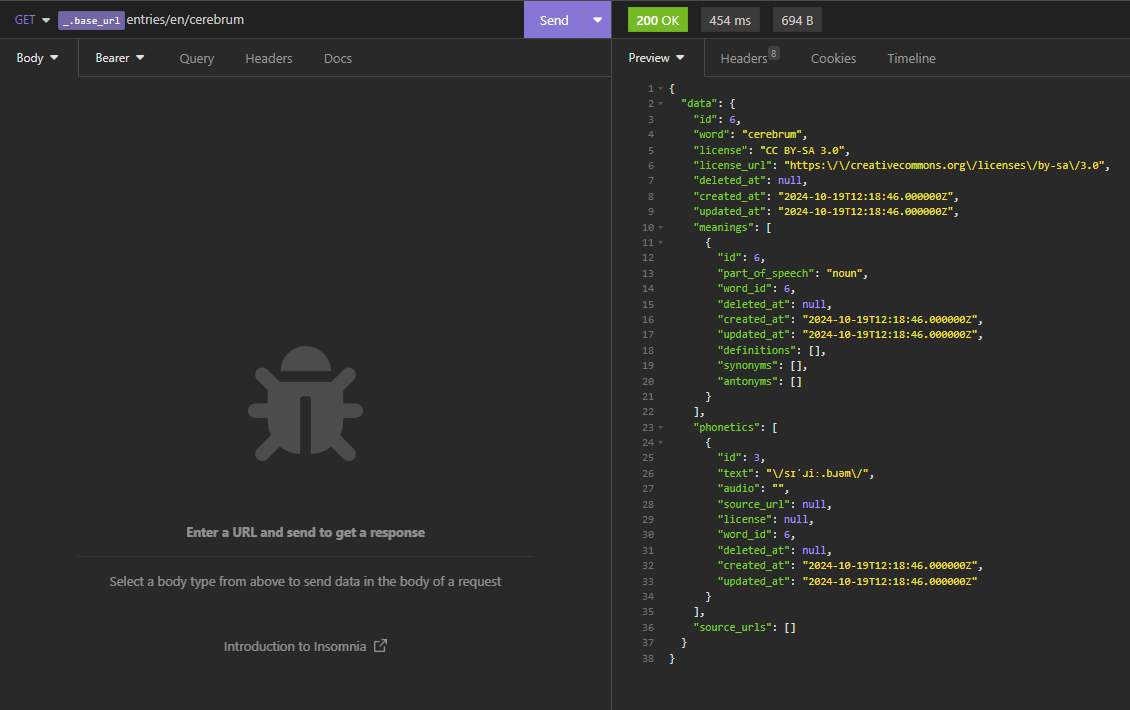 GET _.base_url entries/en/cerebrum Send 200 OK 454 ms 694 B
Body Bearer Query Headers Docs Preview Headers 8 Cookies Timeline
Enter a URL and send to get a response
Select a body type from above to send data in the body of a request
Introduction to Insomnia
1 {
2 "data": {
3 "id": 6,
4 "word": "cerebrum",
5 "license": "CC BY-SA 3.0",
6 "license_url": "https:\/\/creativecommons.org\/licenses\/by-sa\/3.0",
7 "deleted_at": null,
8 "created_at": "2024-10-19T12:18:46.000000Z",
9 "updated_at": "2024-10-19T12:18:46.000000Z",
10 "meanings": [
11 {
12 "id": 6,
13 "part_of_speech": "noun",
14 "word_id": 6,
15 "deleted_at": null,
16 "created_at": "2024-10-19T12:18:46.000000Z",
17 "updated_at": "2024-10-19T12:18:46.000000Z",
18 "definitions": [],
19 "synonyms": [],
20 "antonyms": []
21 }
22 ],
23 "phonetics": [
24 {
25 "id": 3,
26 "text": "\/sɪˈɹiː.bɹəm\/",
27 "audio": "",
28 "source_url": null,
29 "license": null,
30 "word_id": 6,
31 "deleted_at": null,
32 "created_at": "2024-10-19T12:18:46.000000Z",
33 "updated_at": "2024-10-19T12:18:46.000000Z"
34 }
35 ],
36 "source_urls": []
37 }
38 }